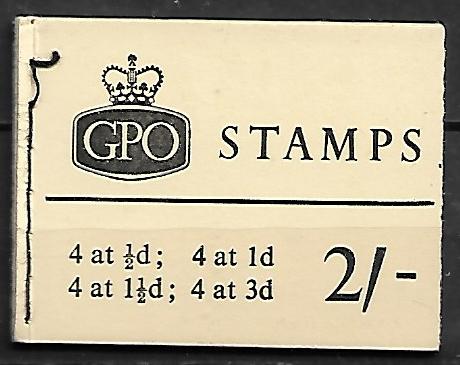 GPO STAMPS
4 at ½d; 4 at 1d
4 at 1½d; 4 at 3d 2/-